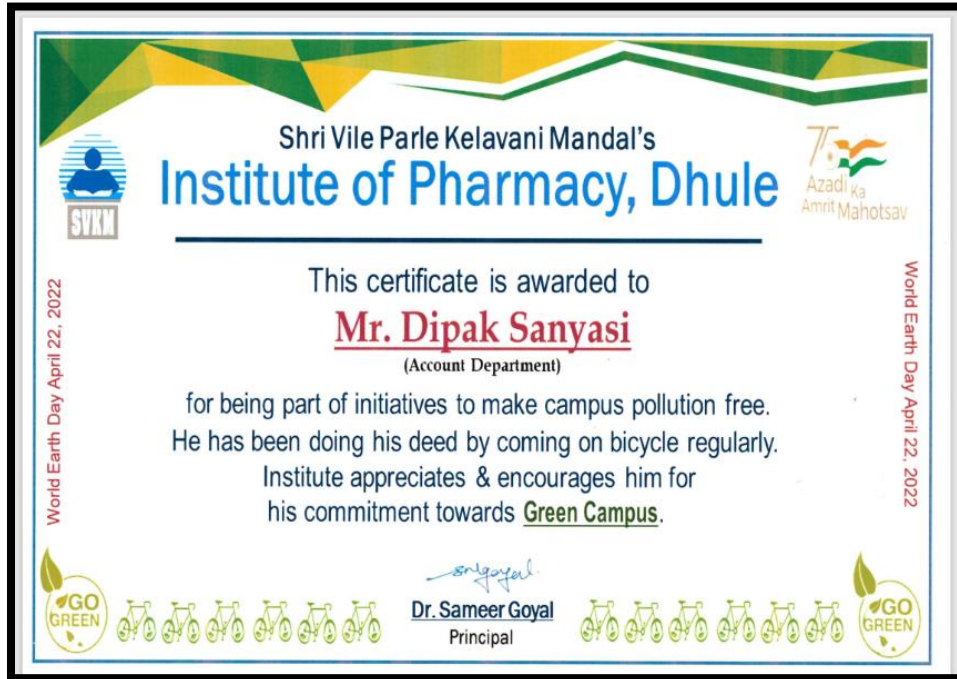 Shri Vile Parle Kelavani Mandal's
Institute of Pharmacy, Dhule
SVKM
75
Azadi Ka
Amrit Mahotsav
World Earth Day April 22, 2022
This certificate is awarded to
Mr. Dipak Sanyasi
(Account Department)
for being part of initiatives to make campus pollution free.
He has been doing his deed by coming on bicycle regularly.
Institute appreciates & encourages him for
his commitment towards Green Campus.
World Earth Day April 22, 2022
Dr. Sameer Goyal
Principal
GO
GREEN
GO
GREEN